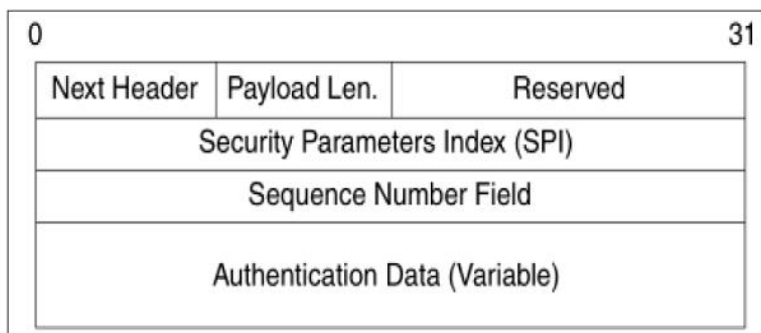 0 31
Next Header Payload Len. Reserved
Security Parameters Index (SPI)
Sequence Number Field
Authentication Data (Variable)